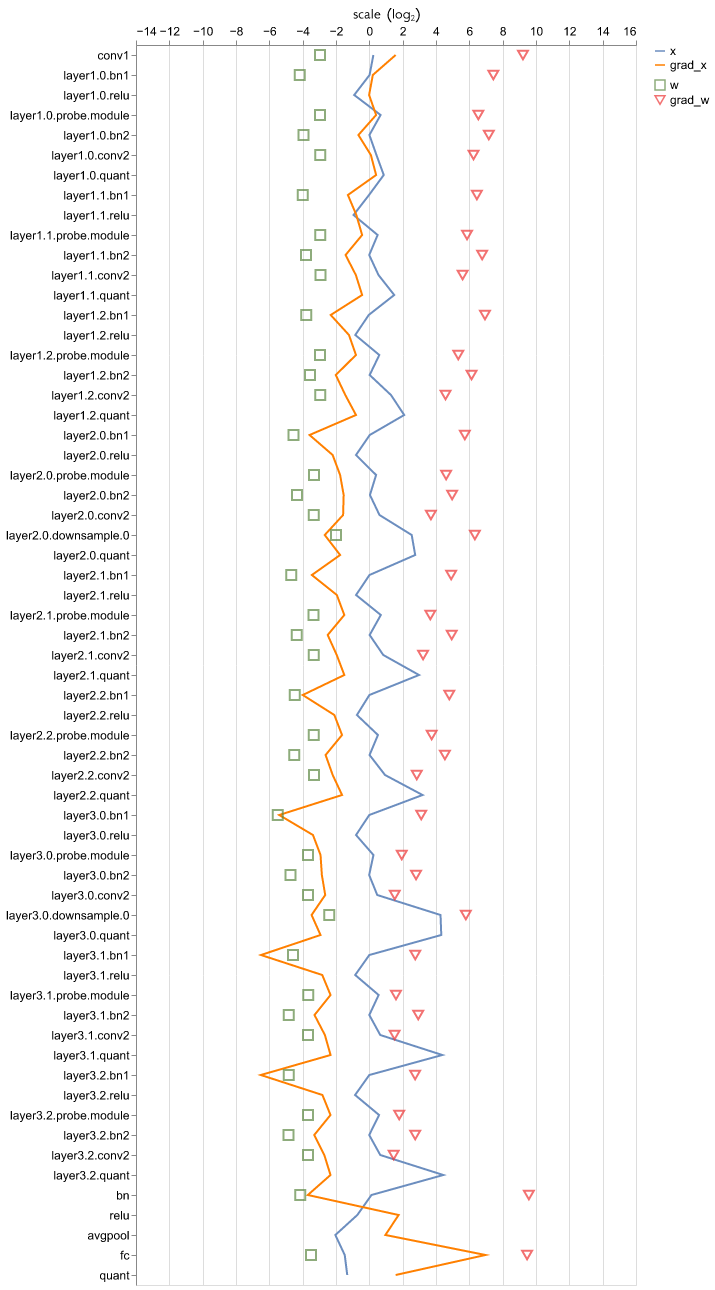 scale (log₂)
−14 −12 −10 −8 −6 −4 −2 0 2 4 6 8 10 12 14 16
x
grad_x
w
grad_w
conv1
layer1.0.bn1
layer1.0.relu
layer1.0.probe.module
layer1.0.bn2
layer1.0.conv2
layer1.0.quant
layer1.1.bn1
layer1.1.relu
layer1.1.probe.module
layer1.1.bn2
layer1.1.conv2
layer1.1.quant
layer1.2.bn1
layer1.2.relu
layer1.2.probe.module
layer1.2.bn2
layer1.2.conv2
layer1.2.quant
layer2.0.bn1
layer2.0.relu
layer2.0.probe.module
layer2.0.bn2
layer2.0.conv2
layer2.0.downsample.0
layer2.0.quant
layer2.1.bn1
layer2.1.relu
layer2.1.probe.module
layer2.1.bn2
layer2.1.conv2
layer2.1.quant
layer2.2.bn1
layer2.2.relu
layer2.2.probe.module
layer2.2.bn2
layer2.2.conv2
layer2.2.quant
layer3.0.bn1
layer3.0.relu
layer3.0.probe.module
layer3.0.bn2
layer3.0.conv2
layer3.0.downsample.0
layer3.0.quant
layer3.1.bn1
layer3.1.relu
layer3.1.probe.module
layer3.1.bn2
layer3.1.conv2
layer3.1.quant
layer3.2.bn1
layer3.2.relu
layer3.2.probe.module
layer3.2.bn2
layer3.2.conv2
layer3.2.quant
bn
relu
avgpool
fc
quant